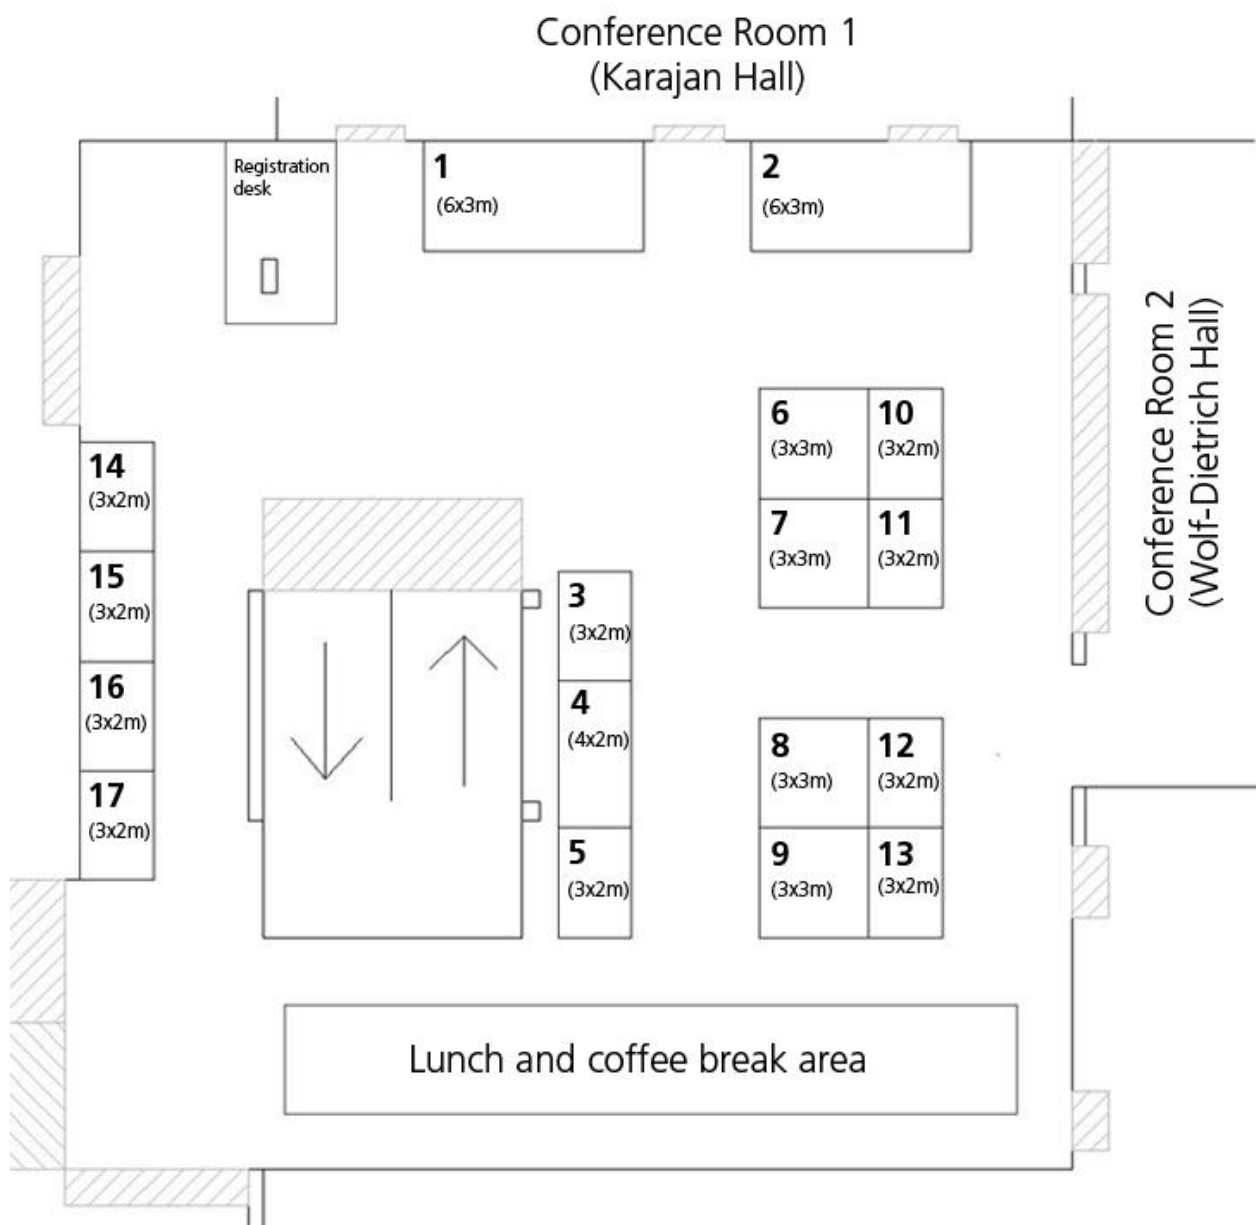 Conference Room 1
(Karajan Hall)
Registration
desk
1
(6x3m)
2
(6x3m)
Conference Room 2
(Wolf-Dietrich Hall)
6
(3x3m)
10
(3x2m)
7
(3x3m)
11
(3x2m)
14
(3x2m)
15
(3x2m)
16
(3x2m)
17
(3x2m)
3
(3x2m)
4
(4x2m)
5
(3x2m)
8
(3x3m)
12
(3x2m)
9
(3x3m)
13
(3x2m)
Lunch and coffee break area